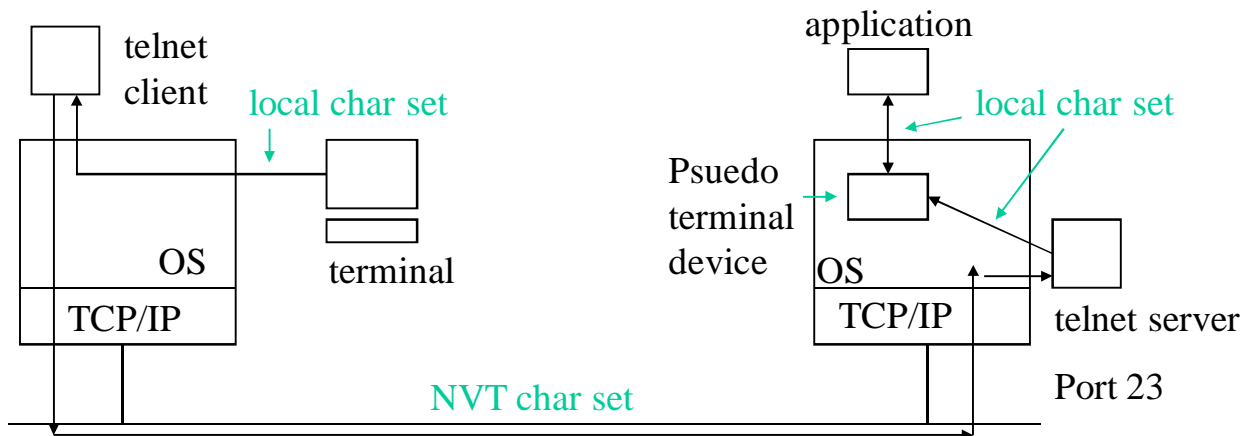 telnet
client
local char set
OS
terminal
TCP/IP
NVT char set
application
local char set
Psuedo
terminal
device
OS
TCP/IP
telnet server
Port 23